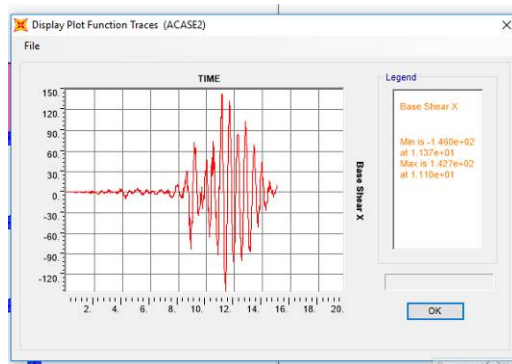 Display Plot Function Traces (ACASE2)
File
TIME
Legend
150.
120.
90.
60.
30.
0.
-30.
-60.
-90.
-120.
Base Shear X
Base Shear X
Min is -1.460e+02
at 1.137e+01
Max is 1.427e+02
at 1.110e+01
2. 4. 6. 8. 10. 12. 14. 16. 18. 20.
OK